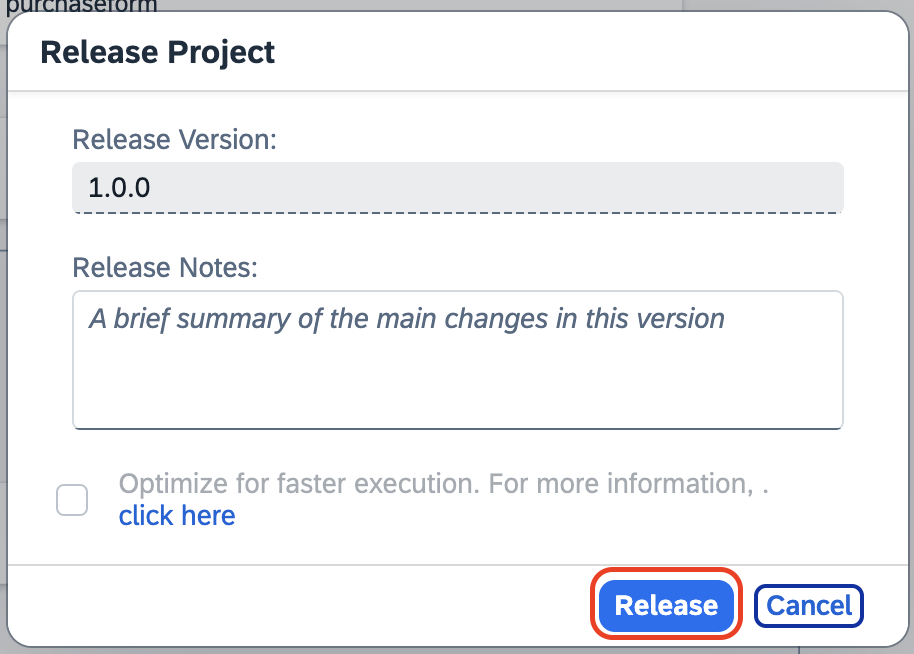 purchaseform
Release Project
Release Version:
1.0.0
Release Notes:
A brief summary of the main changes in this version
Optimize for faster execution. For more information, .
click here
Release
Cancel